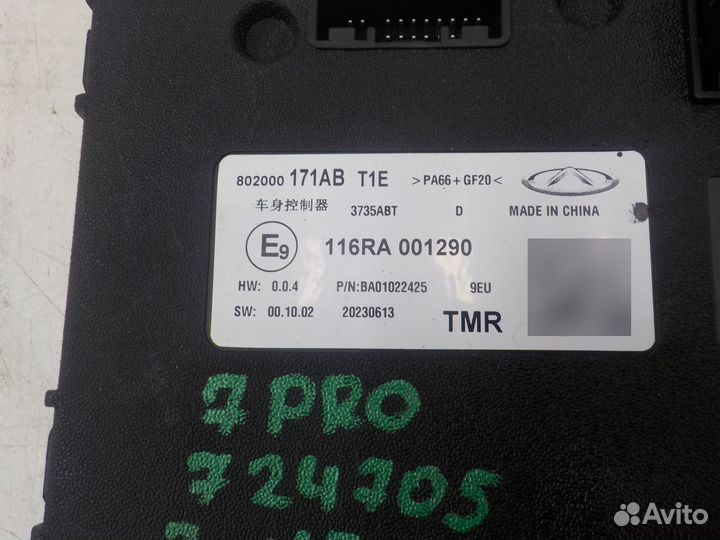 802000 171AB T1E >PA66+GF20<
车身控制器 3735ABT D MADE IN CHINA
E9 116RA 001290
HW: 0.0.4 P/N:BA01022425 9EU
SW: 00.10.02 20230613 TMR
7 PRO
724705
Avito